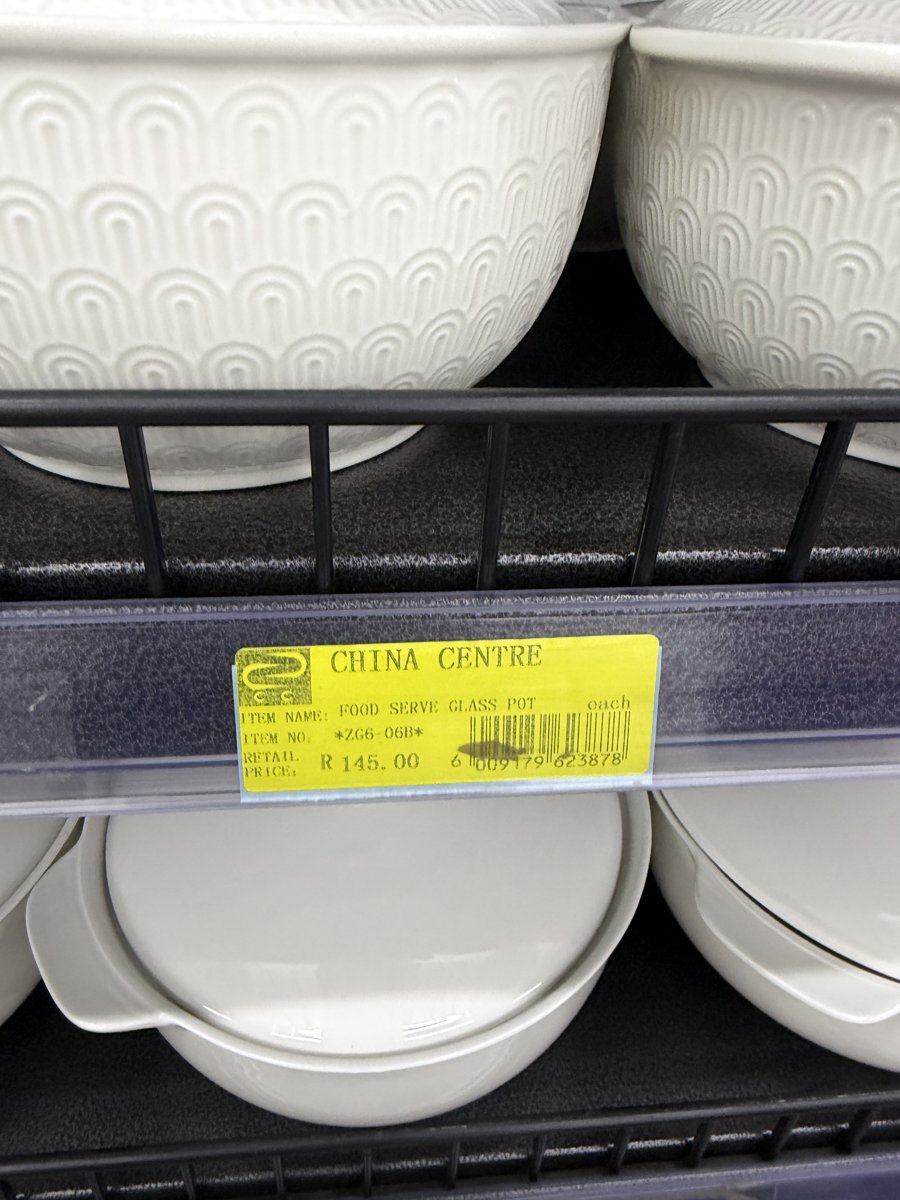 CHINA CENTRE
C C
ITEM NAME: FOOD SERVE GLASS POT each
ITEM NO. *ZG6-06B*
RETAIL PRICE: R 145.00
6 009179 623878